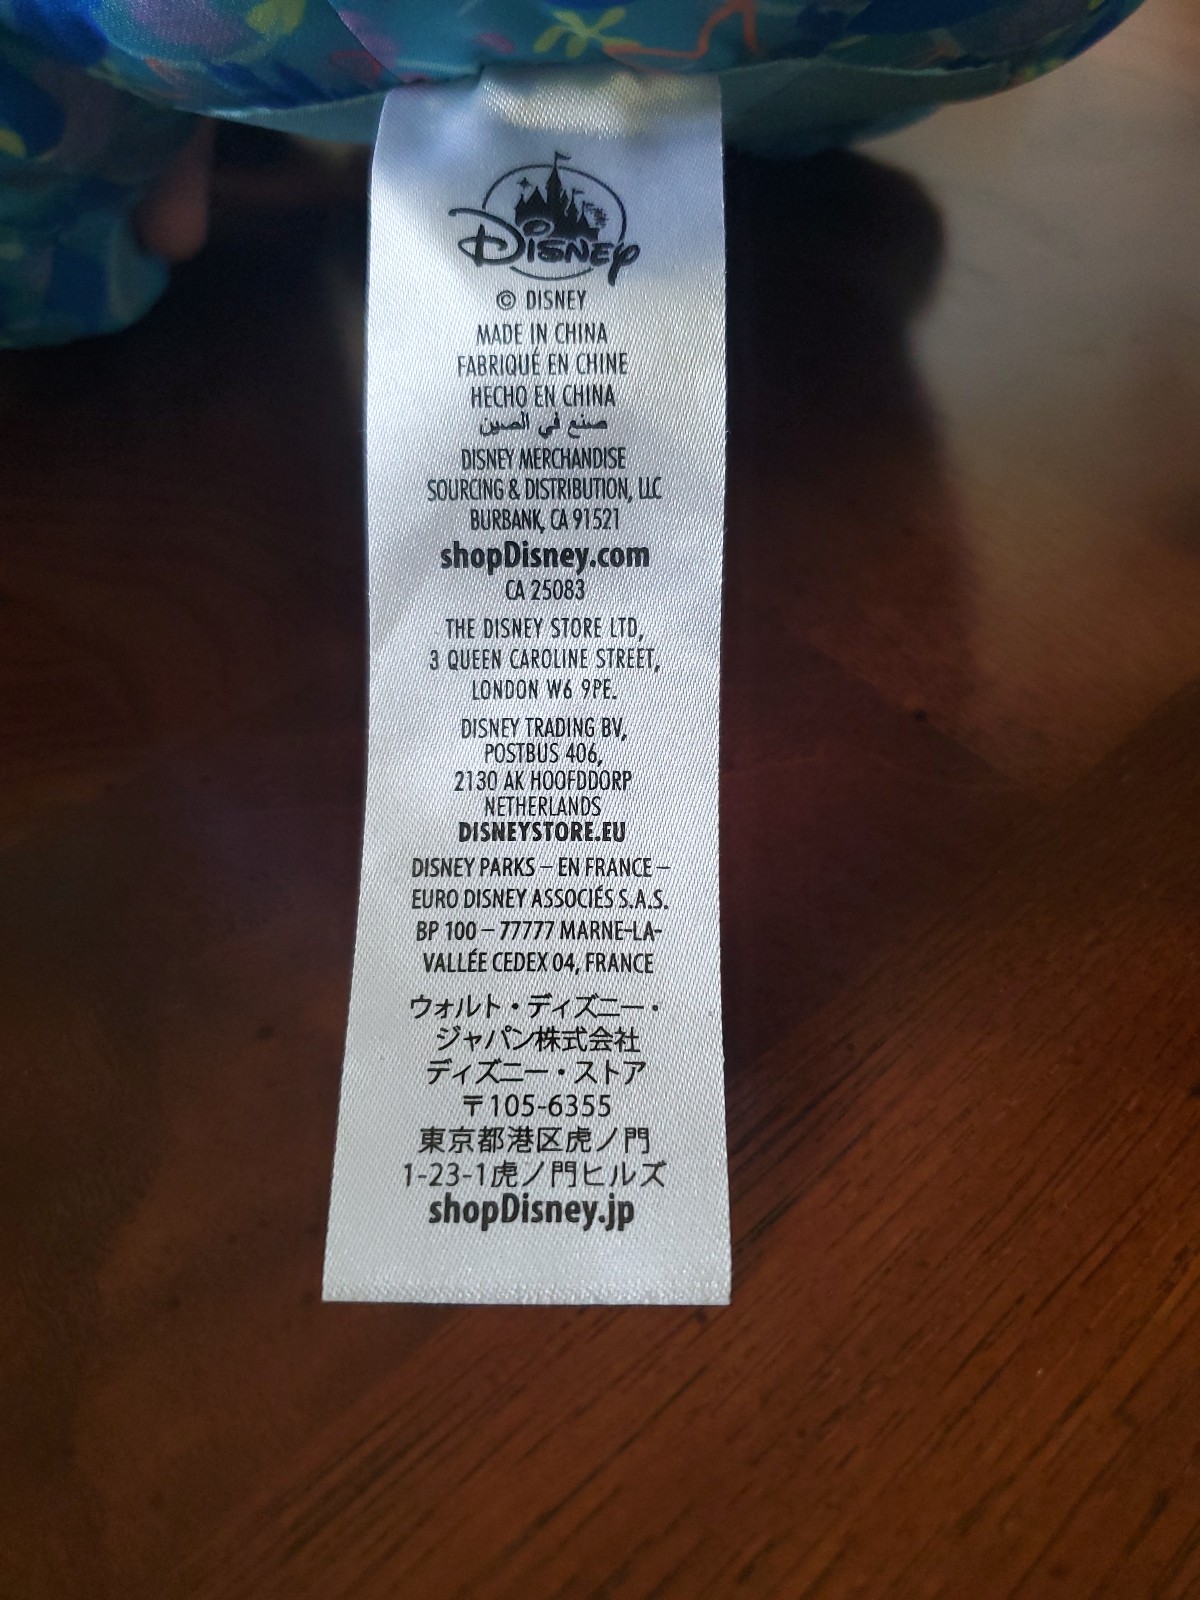 Disney
© DISNEY
MADE IN CHINA
FABRIQUÉ EN CHINE
HECHO EN CHINA
صنع في الصين
DISNEY MERCHANDISE
SOURCING & DISTRIBUTION, LLC
BURBANK, CA 91521
shopDisney.com
CA 25083
THE DISNEY STORE LTD,
3 QUEEN CAROLINE STREET,
LONDON W6 9PE.
DISNEY TRADING BV,
POSTBUS 406,
2130 AK HOOFDDORP
NETHERLANDS
DISNEYSTORE.EU
DISNEY PARKS – EN FRANCE –
EURO DISNEY ASSOCIÉS S.A.S.
BP 100 – 77777 MARNE-LA-
VALLÉE CEDEX 04, FRANCE
ウォルト・ディズニー・
ジャパン株式会社
ディズニー・ストア
〒105-6355
東京都港区虎ノ門
1-23-1虎ノ門ヒルズ
shopDisney.jp